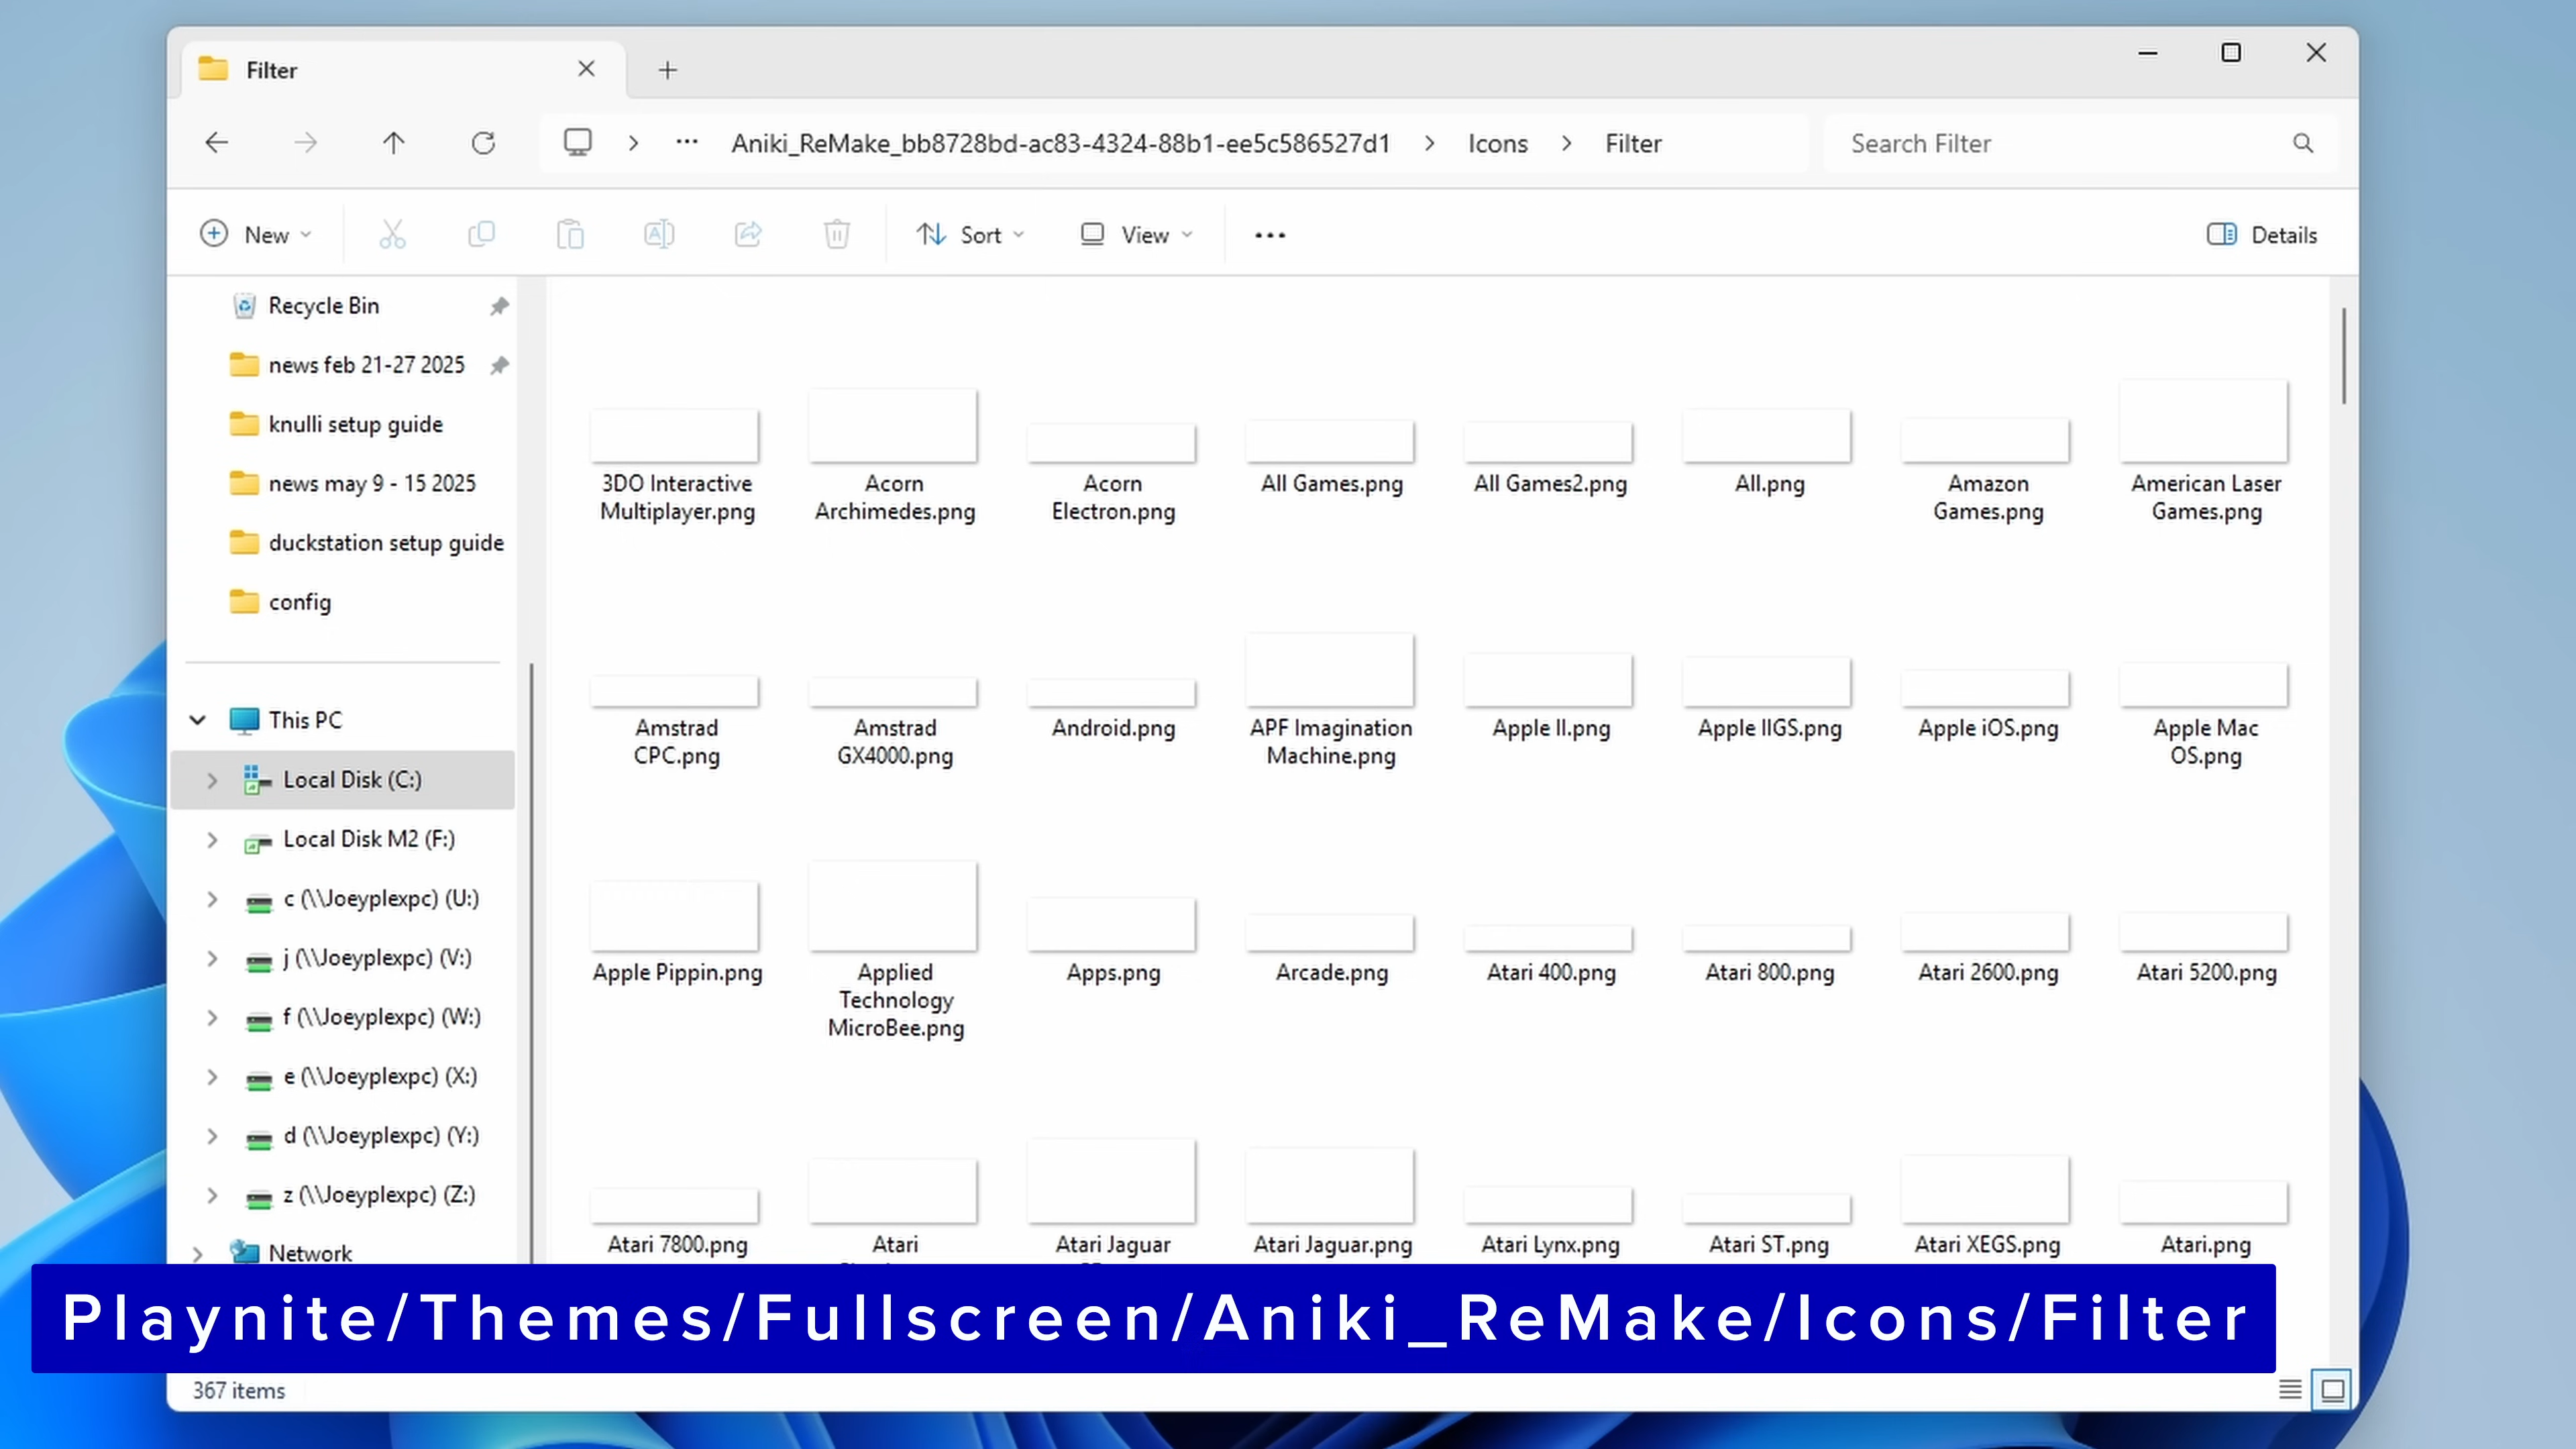 Filter
Aniki_ReMake_bb8728bd-ac83-4324-88b1-ee5c586527d1 Icons Filter
Search Filter
New
Sort
View
Details
Recycle Bin
news feb 21-27 2025
knulli setup guide
news may 9 - 15 2025
duckstation setup guide
config
This PC
Local Disk (C:)
Local Disk M2 (F:)
c (\\Joeyplexpc) (U:)
j (\\Joeyplexpc) (V:)
f (\\Joeyplexpc) (W:)
e (\\Joeyplexpc) (X:)
d (\\Joeyplexpc) (Y:)
z (\\Joeyplexpc) (Z:)
Network
3DO Interactive
Multiplayer.png
Acorn
Archimedes.png
Acorn
Electron.png
All Games.png
All Games2.png
All.png
Amazon
Games.png
American Laser
Games.png
Amstrad
CPC.png
Amstrad
GX4000.png
Android.png
APF Imagination
Machine.png
Apple II.png
Apple IIGS.png
Apple iOS.png
Apple Mac
OS.png
Apple Pippin.png
Applied
Technology
MicroBee.png
Apps.png
Arcade.png
Atari 400.png
Atari 800.png
Atari 2600.png
Atari 5200.png
Atari 7800.png
Atari
Atari Jaguar
Atari Jaguar.png
Atari Lynx.png
Atari ST.png
Atari XEGS.png
Atari.png
Playnite/Themes/Fullscreen/Aniki_ReMake/Icons/Filter
367 items